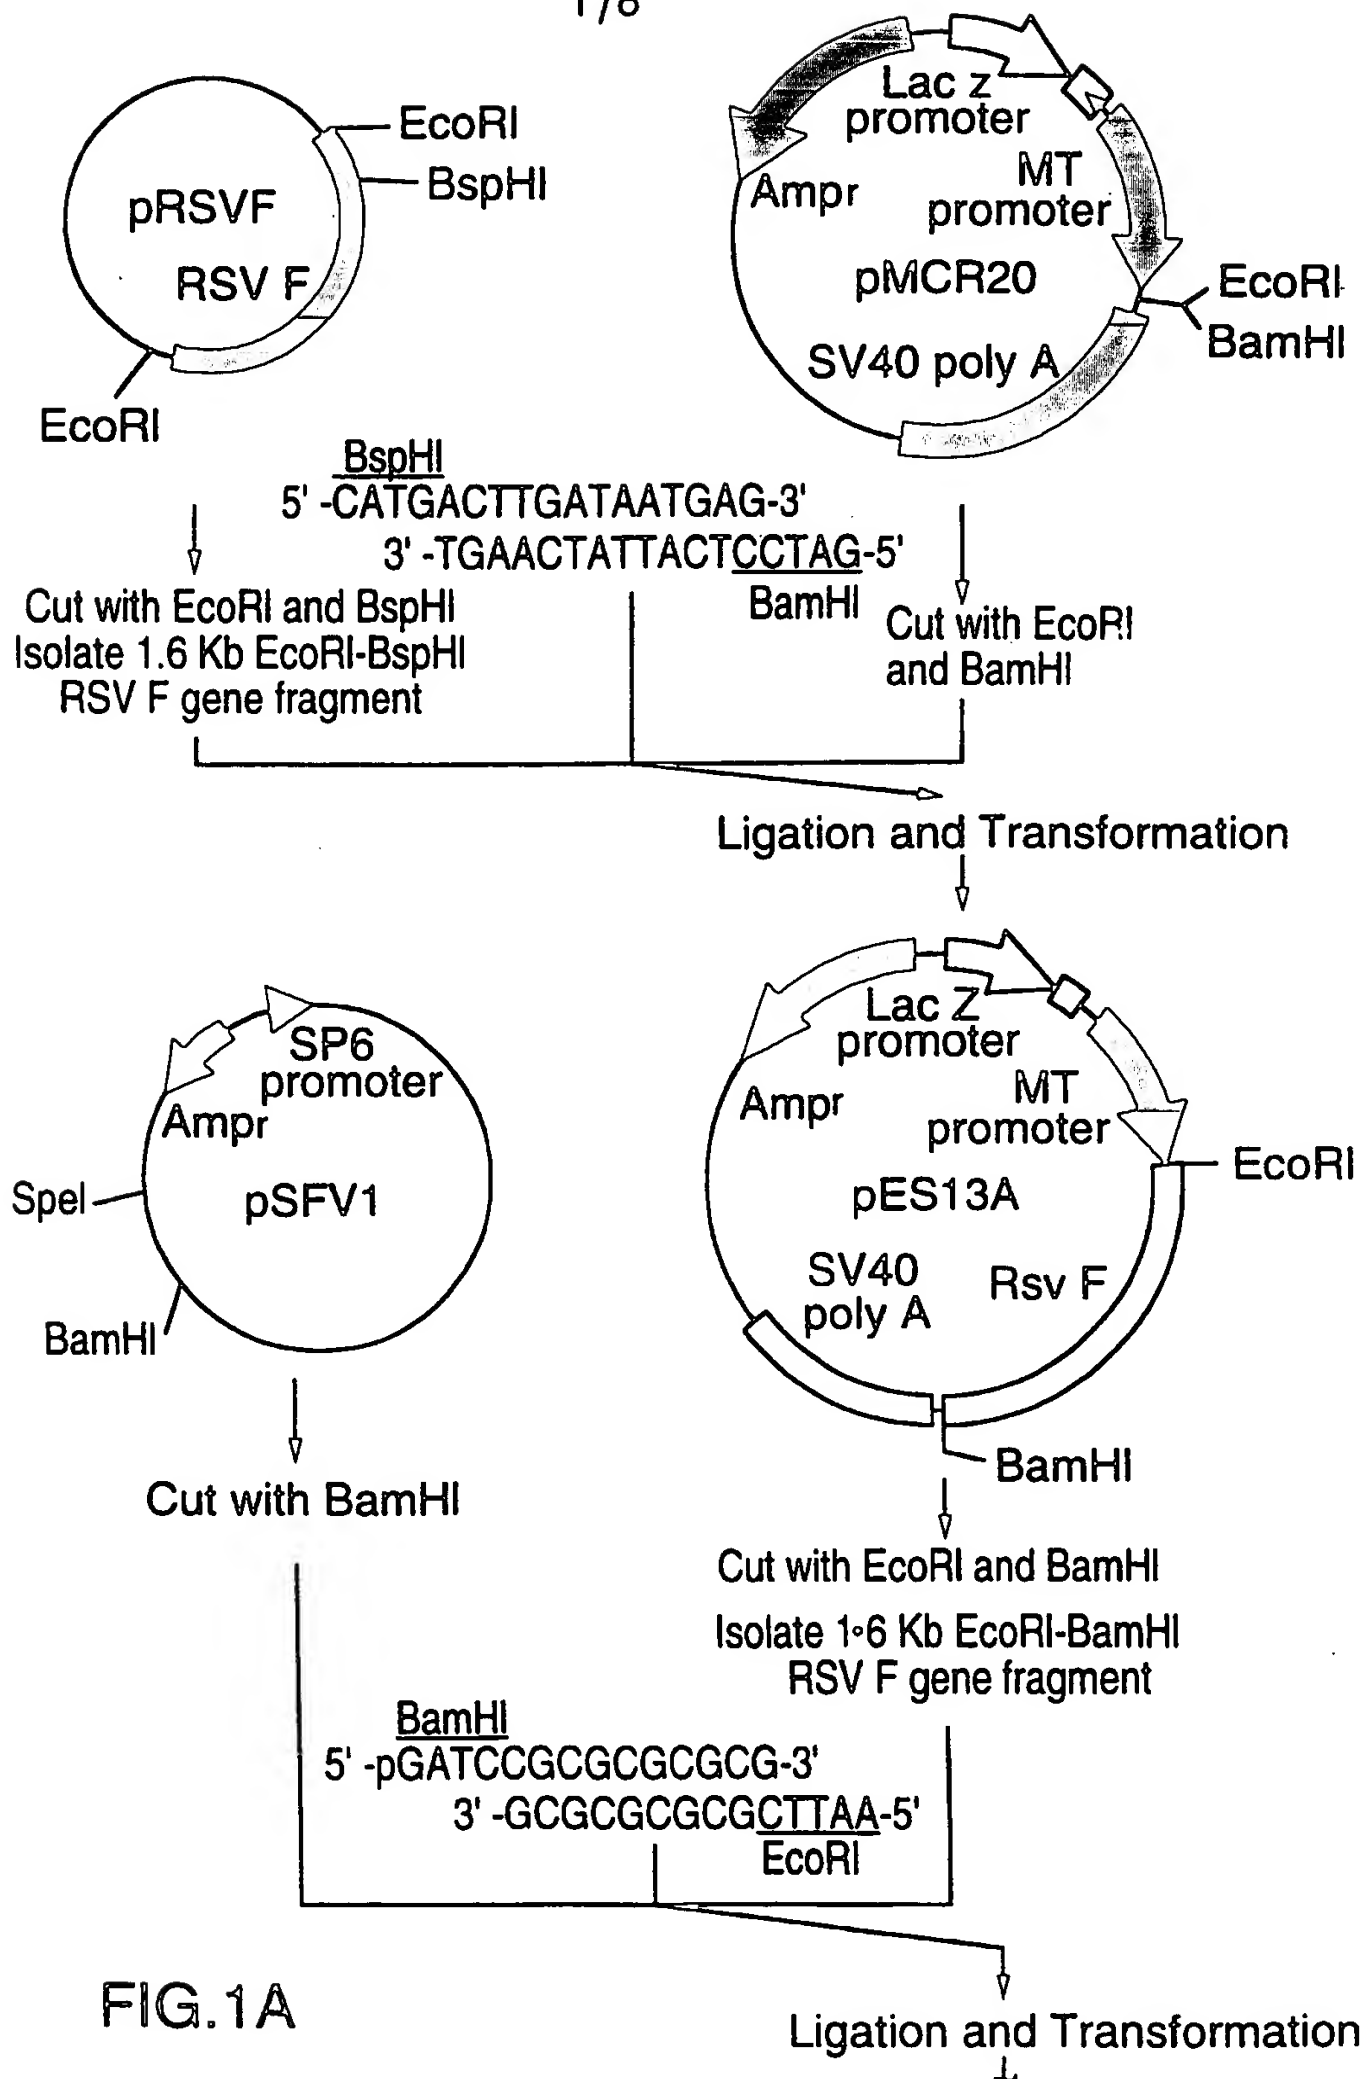 1/8
EcoRI
BspHI
pRSVF
RSV F
EcoRI
Lac z
promoter
MT
promoter
Ampr
pMCR20
EcoRI
BamHI
SV40 poly A
BspHI
5' -CATGACTTGATAATGAG-3'
3' -TGAACTATTACTCCTAG-5'
BamHI
Cut with EcoRI and BspHI
Isolate 1.6 Kb EcoRI-BspHI
RSV F gene fragment
Cut with EcoRI
and BamHI
Ligation and Transformation
SP6
promoter
Ampr
SpeI
pSFV1
BamHI
Cut with BamHI
Lac Z
promoter
MT
promoter
Ampr
EcoRI
pES13A
SV40
poly A
Rsv F
BamHI
Cut with EcoRI and BamHI
Isolate 1∘6 Kb EcoRI-BamHI
RSV F gene fragment
BamHI
5' -pGATCCGCGCGCGCG-3'
3' -GCGCGCGCGCTTAA-5'
EcoRI
FIG.1A
Ligation and Transformation